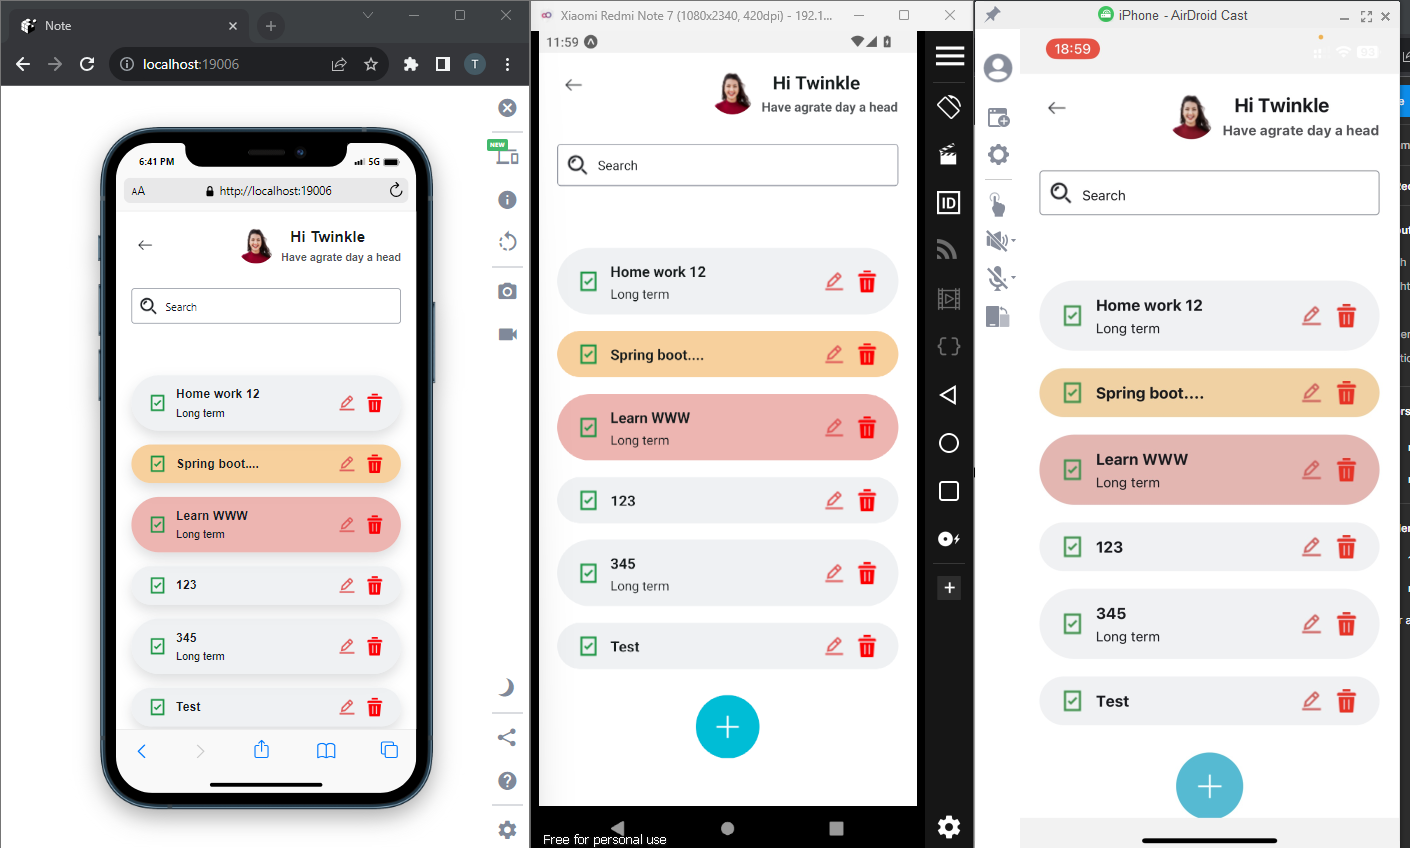 Note
localhost:19006
T
NEW
6:41 PM
5G
AA
http://localhost:19006
Hi Twinkle
Have agrate day a head
Search
Home work 12
Long term
Spring boot....
Learn WWW
Long term
123
345
Long term
Test
Xiaomi Redmi Note 7 (1080x2340, 420dpi) - 192.1...
11:59
Hi Twinkle
Have agrate day a head
Search
Home work 12
Long term
Spring boot....
Learn WWW
Long term
123
345
Long term
Test
Free for personal use
ID
iPhone - AirDroid Cast
18:59
93
Hi Twinkle
Have agrate day a head
Search
Home work 12
Long term
Spring boot....
Learn WWW
Long term
123
345
Long term
Test